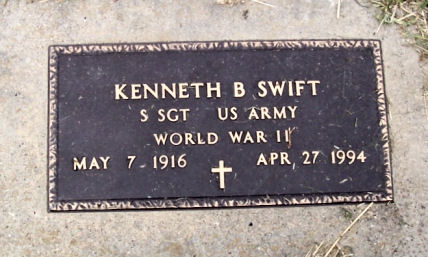 KENNETH B SWIFT
S SGT US ARMY
WORLD WAR II
MAY 7 1916 APR 27 1994